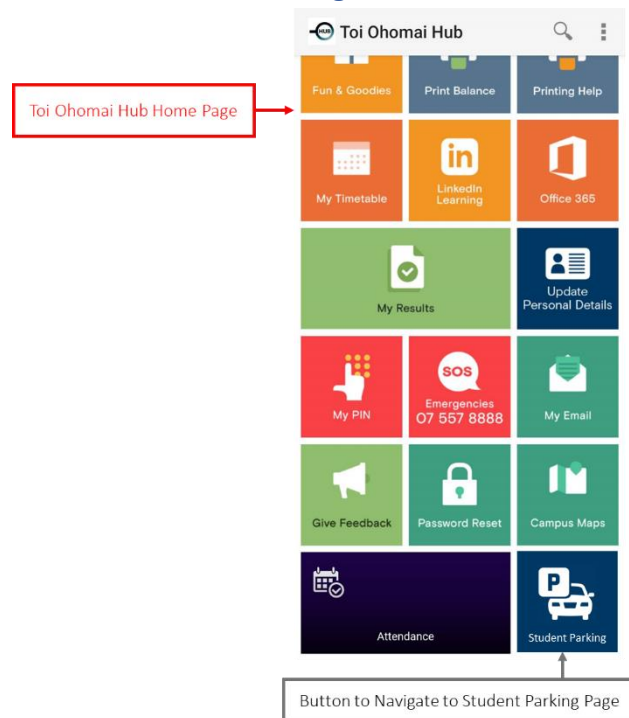 HUB
Toi Ohomai Hub
Fun & Goodies
Print Balance
Printing Help
Toi Ohomai Hub Home Page
My Timetable
in
LinkedIn
Learning
Office 365
My Results
Update
Personal Details
My PIN
SOS
Emergencies
07 557 8888
My Email
Give Feedback
Password Reset
Campus Maps
Attendance
P
Student Parking
Button to Navigate to Student Parking Page